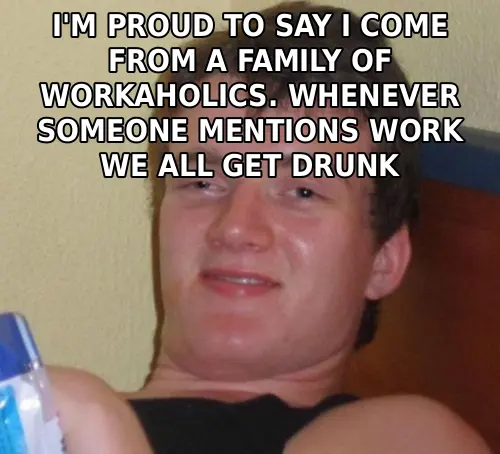 I'M PROUD TO SAY I COME
FROM A FAMILY OF
WORKAHOLICS. WHENEVER
SOMEONE MENTIONS WORK
WE ALL GET DRUNK